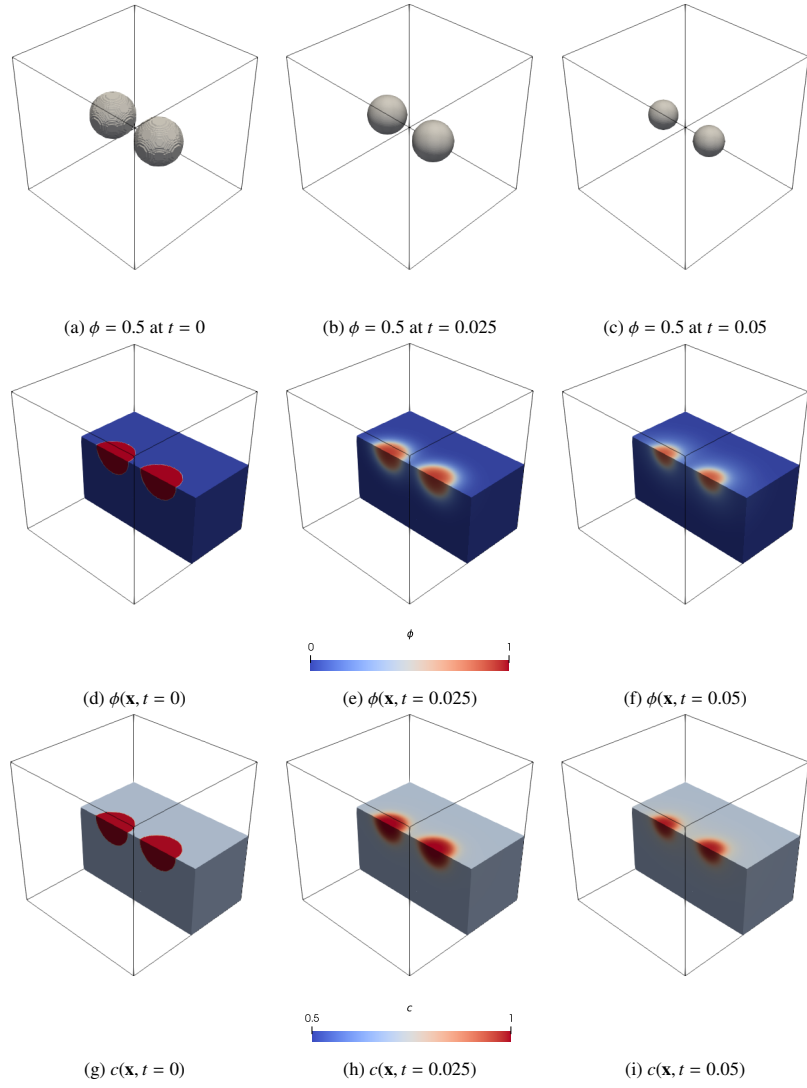 (a) ϕ = 0.5 at t = 0
(b) ϕ = 0.5 at t = 0.025
(c) ϕ = 0.5 at t = 0.05
ϕ
0
1
(d) ϕ(x, t = 0)
(e) ϕ(x, t = 0.025)
(f) ϕ(x, t = 0.05)
c
0.5
1
(g) c(x, t = 0)
(h) c(x, t = 0.025)
(i) c(x, t = 0.05)